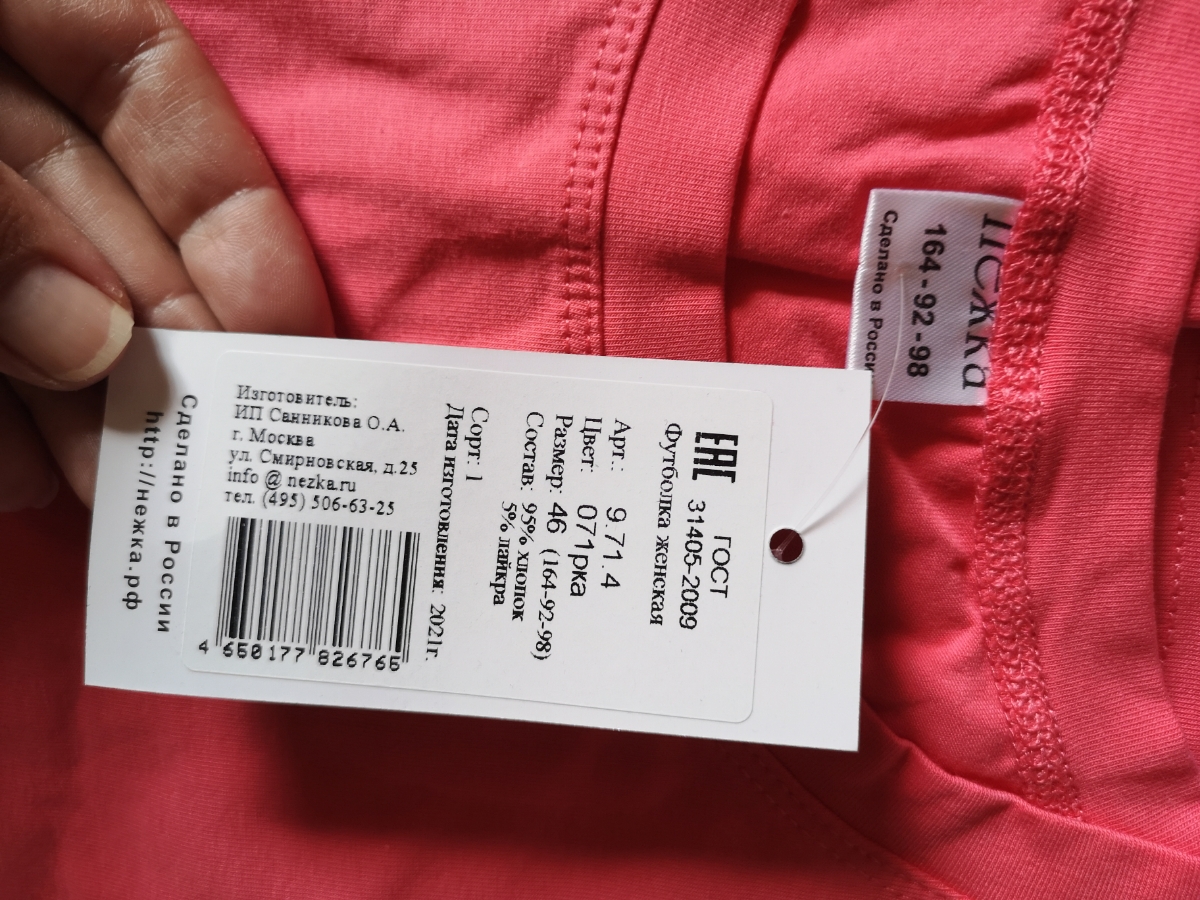 ЕАС
ГОСТ
31405-2009
Футболка женская
Арт.: 9.71.4
Цвет: 071рка
Размер: 46 (164-92-98)
Состав: 95% хлопок
5% лайкра
Сорт: 1
Дата изготовления: 2021г.
Изготовитель:
ИП Санникова О.А.
г. Москва
ул. Смирновская, д.25
info @ nezka.ru
тел. (495) 506-63-25
4 650177 826765
Сделано в России
http://нежка.рф
нежка
164-92-98
Сделано в Росси